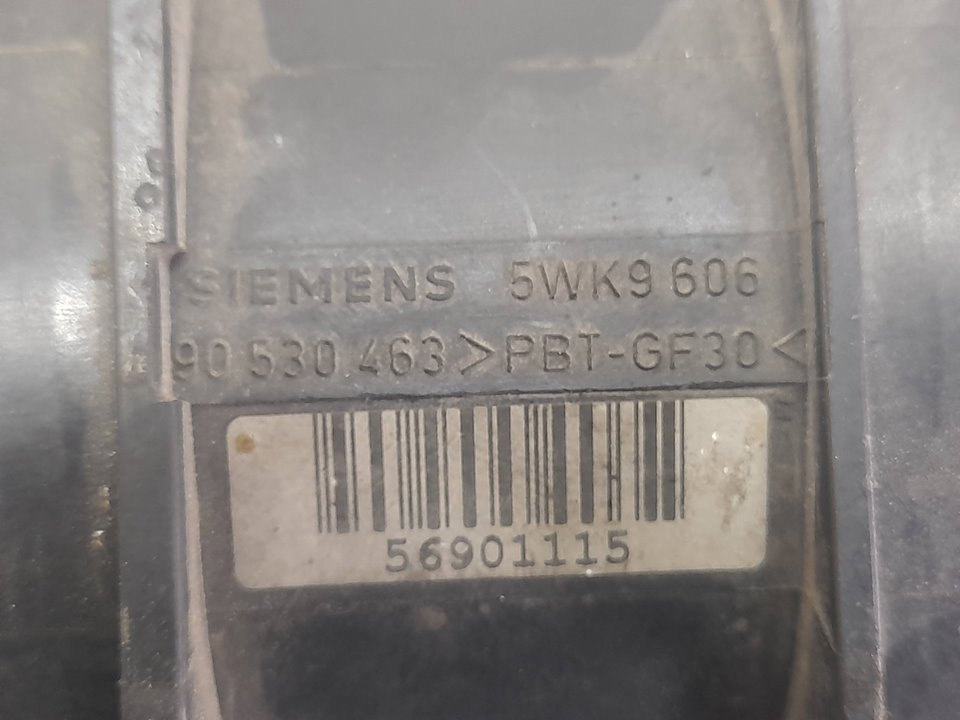 SIEMENS 5WK9 606
90 530 463 >PBT-GF30<
56901115